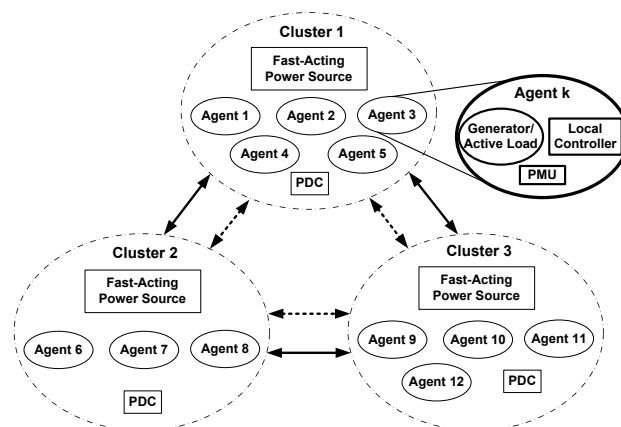 Cluster 1
Fast-Acting
Power Source
Agent 1
Agent 2
Agent 3
Agent 4
Agent 5
PDC
Agent k
Generator/
Active Load
Local
Controller
PMU
Cluster 2
Fast-Acting
Power Source
Agent 6
Agent 7
Agent 8
PDC
Cluster 3
Fast-Acting
Power Source
Agent 9
Agent 10
Agent 11
Agent 12
PDC